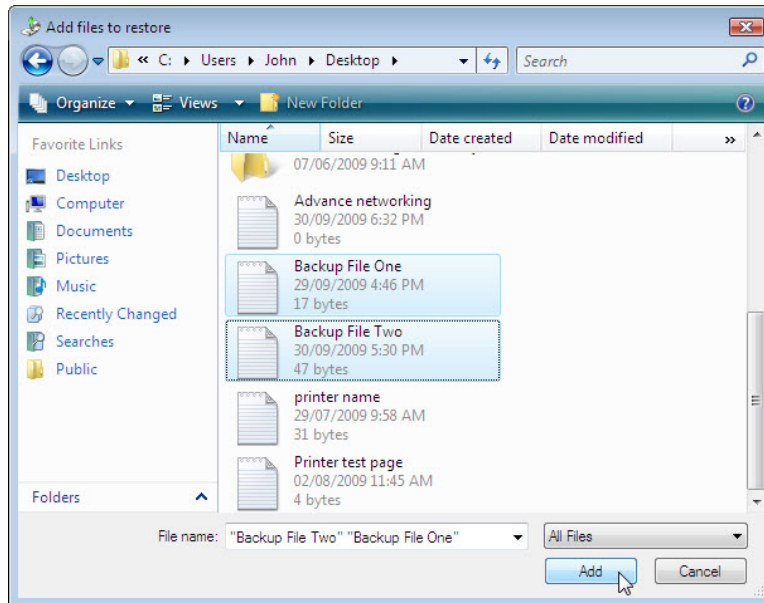 Add files to restore
« C: ▸ Users ▸ John ▸ Desktop ▸
Search
Organize Views New Folder
Favorite Links
Desktop
Computer
Documents
Pictures
Music
Recently Changed
Searches
Public
Folders
Name Size Date created Date modified »
07/06/2009 9:11 AM
Advance networking
30/09/2009 6:32 PM
0 bytes
Backup File One
29/09/2009 4:46 PM
17 bytes
Backup File Two
30/09/2009 5:30 PM
47 bytes
printer name
29/07/2009 9:58 AM
31 bytes
Printer test page
02/08/2009 11:45 AM
4 bytes
File name: "Backup File Two" "Backup File One" All Files
Add Cancel